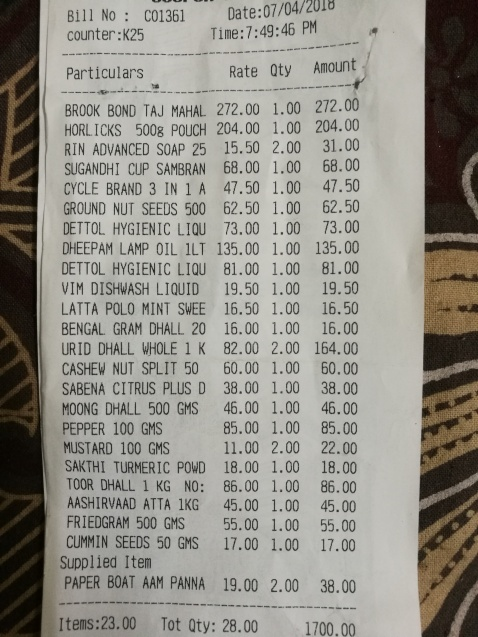 Bill No : CO1361 Date:07/04/2018
counter:K25 Time:7:49:46 PM
Particulars Rate Qty Amount
BROOK BOND TAJ MAHAL 272.00 1.00 272.00
HORLICKS 500g POUCH 204.00 1.00 204.00
RIN ADVANCED SOAP 25 15.50 2.00 31.00
SUGANDHI CUP SAMBRAN 68.00 1.00 68.00
CYCLE BRAND 3 IN 1 A 47.50 1.00 47.50
GROUND NUT SEEDS 500 62.50 1.00 62.50
DETTOL HYGIENIC LIQU 73.00 1.00 73.00
DHEEPAM LAMP OIL 1LT 135.00 1.00 135.00
DETTOL HYGIENIC LIQU 81.00 1.00 81.00
VIM DISHWASH LIQUID 19.50 1.00 19.50
LATTA POLO MINT SWEE 16.50 1.00 16.50
BENGAL GRAM DHALL 20 16.00 1.00 16.00
URID DHALL WHOLE 1 K 82.00 2.00 164.00
CASHEW NUT SPLIT 50 60.00 1.00 60.00
SABENA CITRUS PLUS D 38.00 1.00 38.00
MOONG DHALL 500 GMS 46.00 1.00 46.00
PEPPER 100 GMS 85.00 1.00 85.00
MUSTARD 100 GMS 11.00 2.00 22.00
SAKTHI TURMERIC POWD 18.00 1.00 18.00
TOOR DHALL 1 KG NO: 86.00 1.00 86.00
AASHIRVAAD ATTA 1KG 45.00 1.00 45.00
FRIEDGRAM 500 GMS 55.00 1.00 55.00
CUMMIN SEEDS 50 GMS 17.00 1.00 17.00
Supplied Item
PAPER BOAT AAM PANNA 19.00 2.00 38.00
Items:23.00 Tot Qty: 28.00 1700.00